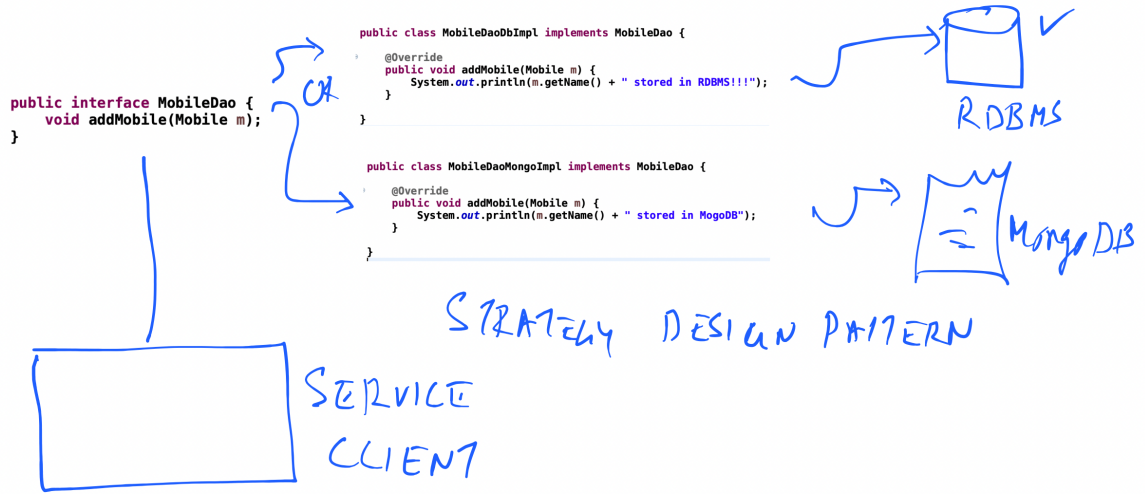 public interface MobileDao {
    void addMobile(Mobile m);
}
OR
public class MobileDaoDbImpl implements MobileDao {
    @Override
    public void addMobile(Mobile m) {
        System.out.println(m.getName() + " stored in RDBMS!!!");
    }
}
RDBMS
public class MobileDaoMongoImpl implements MobileDao {
    @Override
    public void addMobile(Mobile m) {
        System.out.println(m.getName() + " stored in MogoDB");
    }
}
MongoDB
STRATEGY DESIGN PATTERN
SERVICE
CLIENT